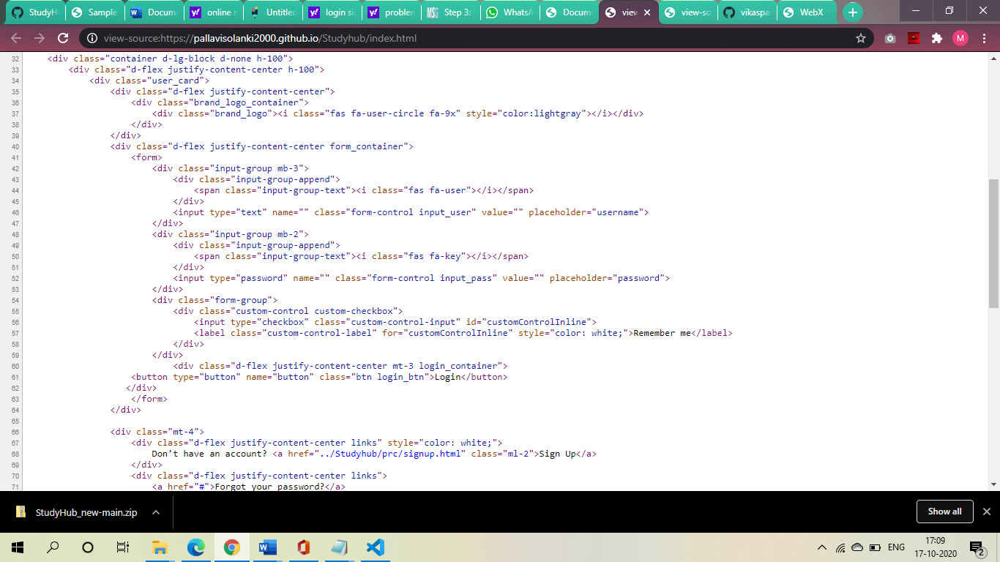 StudyH Sample Docume online r Untitled login si problem MSG Step 3: WhatsA Docume view view-so vikaspa WebX
view-source:https://pallavisolanki2000.github.io/Studyhub/index.html M
32 <div class="container d-lg-block d-none h-100">
33 <div class="d-flex justify-content-center h-100">
34 <div class="user_card">
35 <div class="d-flex justify-content-center">
36 <div class="brand_logo_container">
37 <div class="brand_logo"><i class="fas fa-user-circle fa-9x" style="color:lightgray"></i></div>
38 </div>
39 </div>
40 <div class="d-flex justify-content-center form_container">
41 <form>
42 <div class="input-group mb-3">
43 <div class="input-group-append">
44 <span class="input-group-text"><i class="fas fa-user"></i></span>
45 </div>
46 <input type="text" name="" class="form-control input_user" value="" placeholder="username">
47 </div>
48 <div class="input-group mb-2">
49 <div class="input-group-append">
50 <span class="input-group-text"><i class="fas fa-key"></i></span>
51 </div>
52 <input type="password" name="" class="form-control input_pass" value="" placeholder="password">
53 </div>
54 <div class="form-group">
55 <div class="custom-control custom-checkbox">
56 <input type="checkbox" class="custom-control-input" id="customControlInline">
57 <label class="custom-control-label" for="customControlInline" style="color: white;">Remember me</label>
58 </div>
59 </div>
60 <div class="d-flex justify-content-center mt-3 login_container">
61 <button type="button" name="button" class="btn login_btn">Login</button>
62 </div>
63 </form>
64 </div>
65
66 <div class="mt-4">
67 <div class="d-flex justify-content-center links" style="color: white;">
68 Don't have an account? <a href="../Studyhub/prc/signup.html" class="ml-2">Sign Up</a>
69 </div>
70 <div class="d-flex justify-content-center links">
71 <a href="#">Forgot your password?</a>
StudyHub_new-main.zip Show all
ENG 17:09
17-10-2020 2